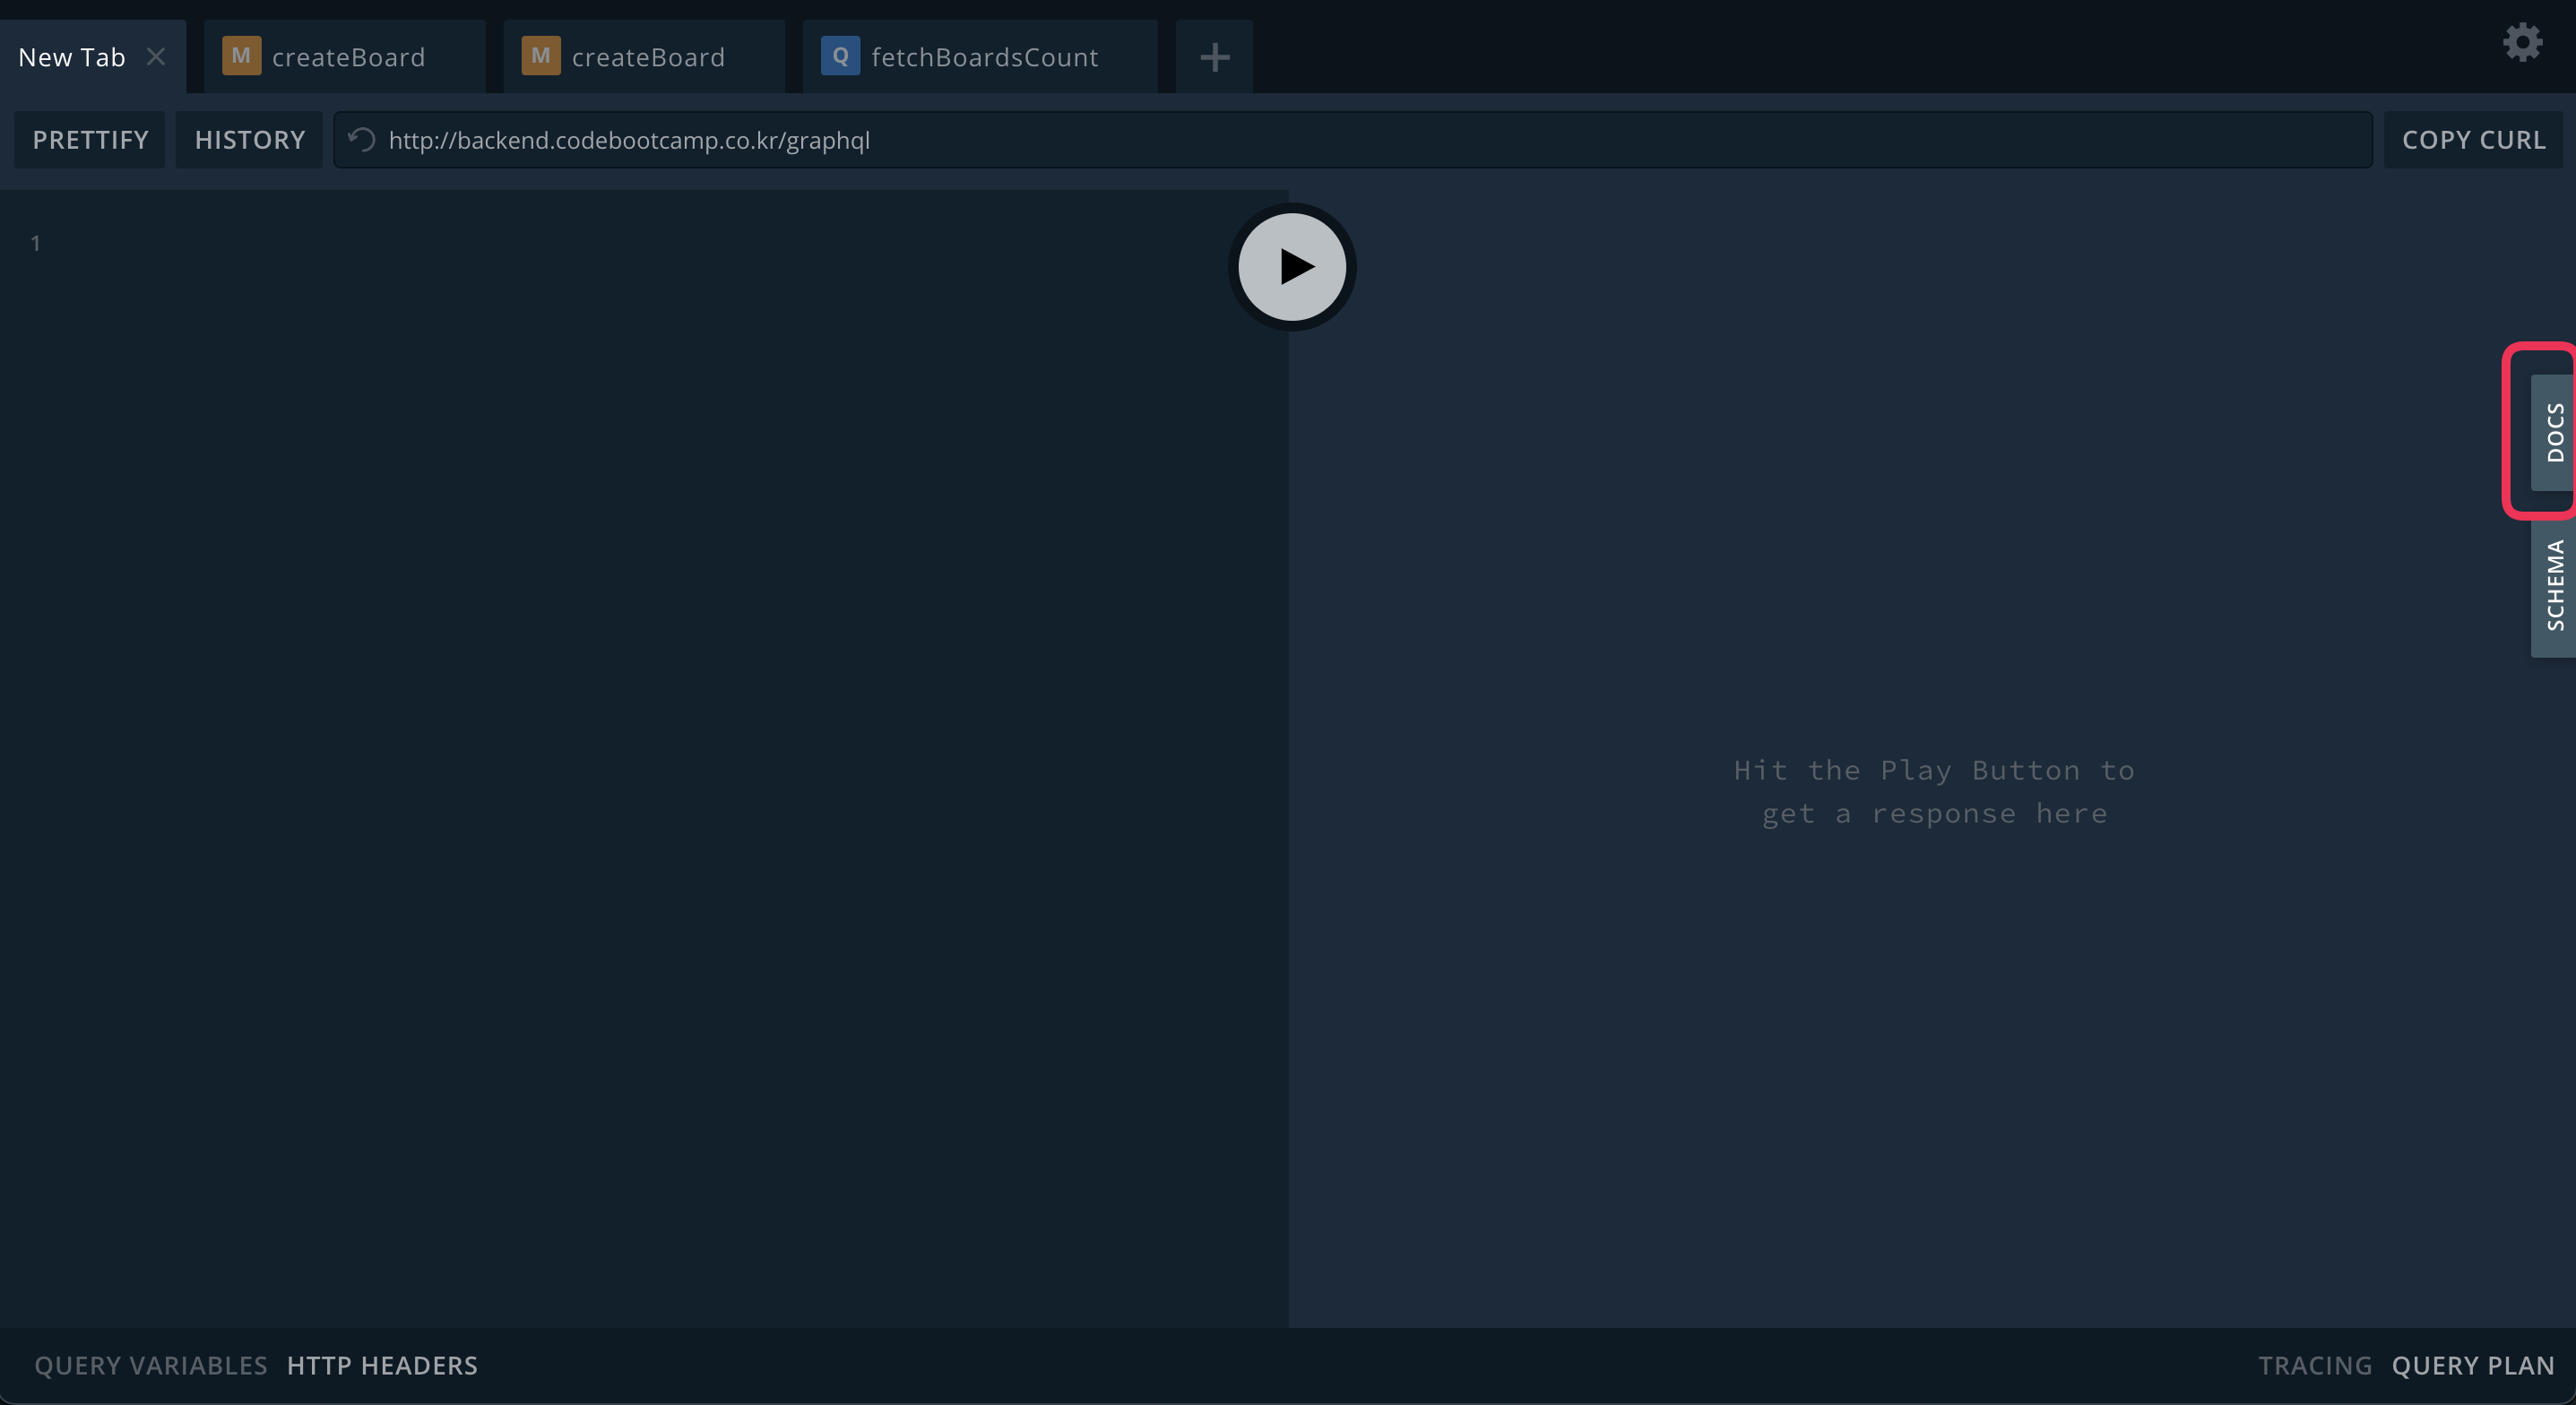 New Tab
M createBoard
M createBoard
Q fetchBoardsCount
PRETTIFY
HISTORY
http://backend.codebootcamp.co.kr/graphql
COPY CURL
1
DOCS
SCHEMA
Hit the Play Button to
get a response here
QUERY VARIABLES
HTTP HEADERS
TRACING
QUERY PLAN